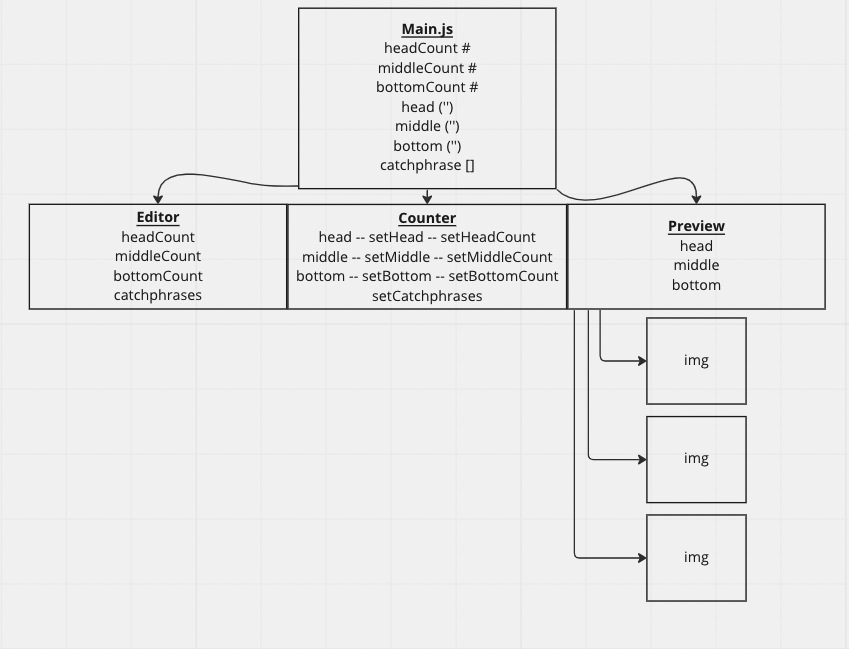 Main.js
headCount #
middleCount #
bottomCount #
head ('')
middle ('')
bottom ('')
catchphrase []
Editor
headCount
middleCount
bottomCount
catchphrases
Counter
head -- setHead -- setHeadCount
middle -- setMiddle -- setMiddleCount
bottom -- setBottom -- setBottomCount
setCatchphrases
Preview
head
middle
bottom
img
img
img